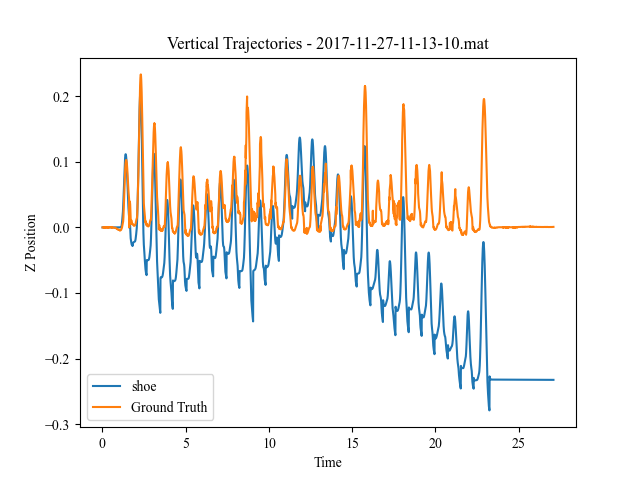 Vertical Trajectories - 2017-11-27-11-13-10.mat
Z Position
0.2
0.1
0.0
−0.1
−0.2
−0.3
shoe
Ground Truth
0 5 10 15 20 25
Time